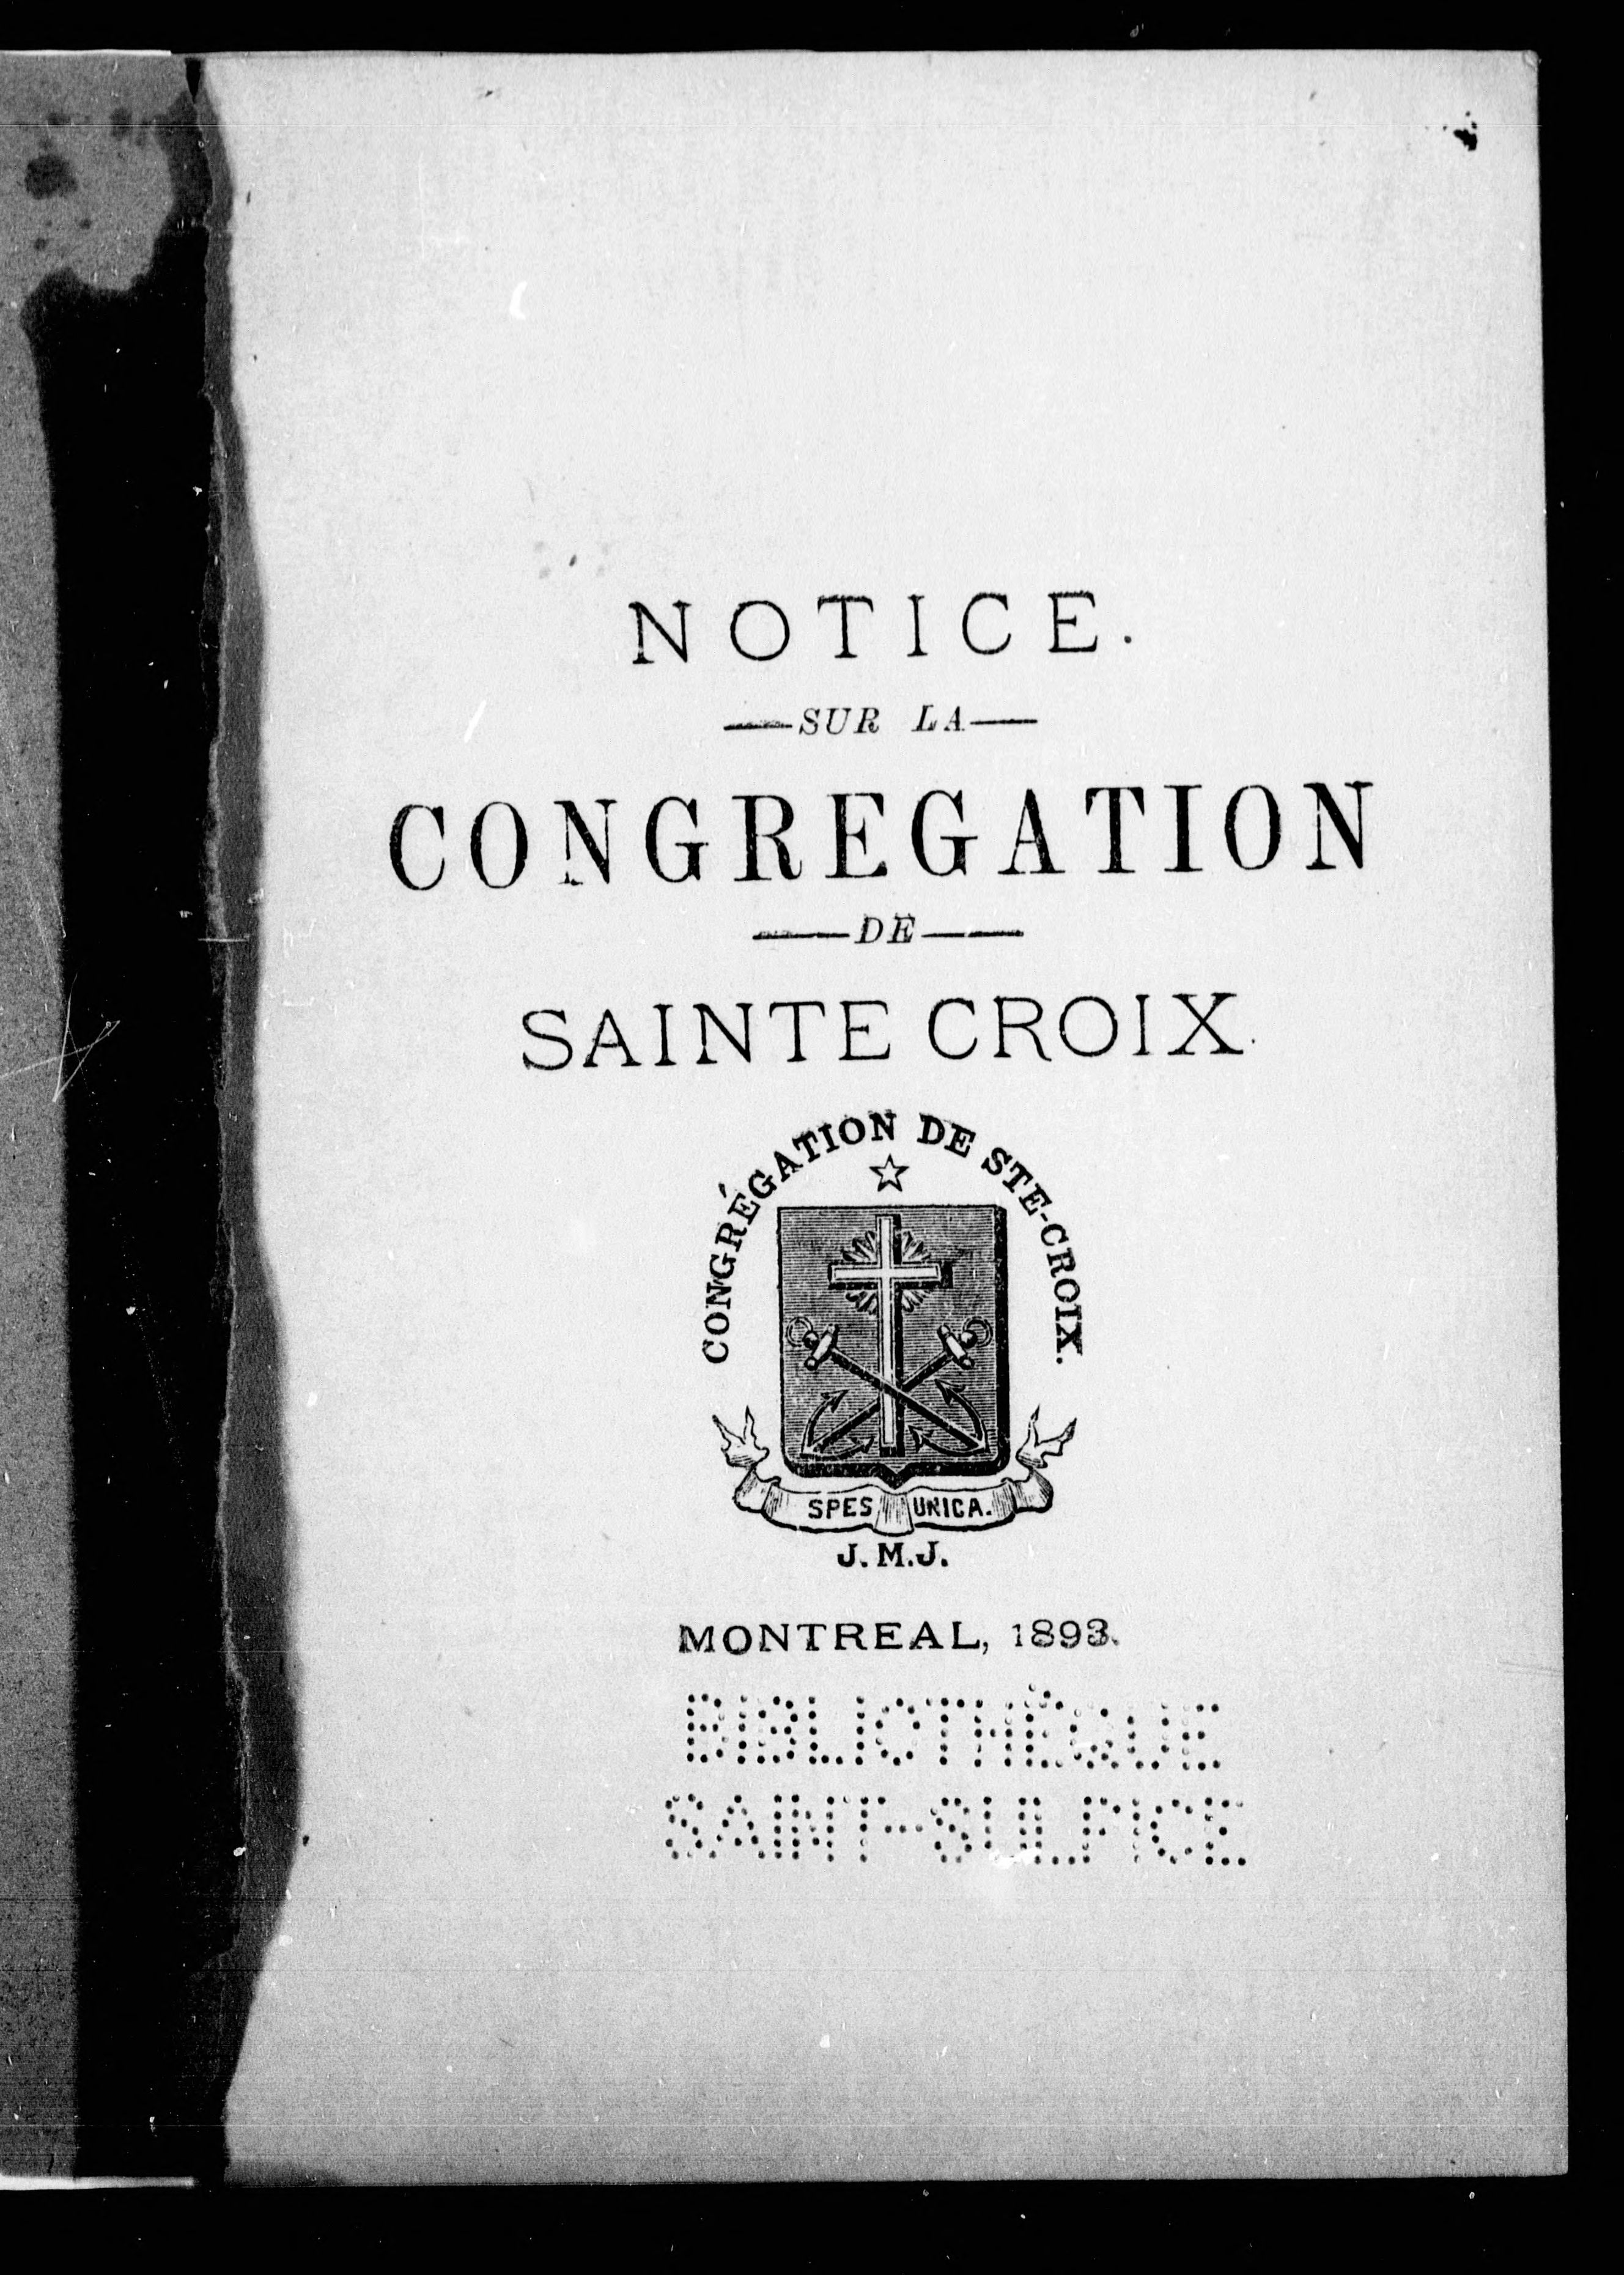 NOTICE.
—SUR LA—
CONGREGATION
—DE—
SAINTE CROIX.
CONGRÉGATION DE STE-CROIX.
SPES UNICA.
J. M. J.
MONTREAL, 1893.
BIBLIOTHÈQUE
SAINT-SULPICE